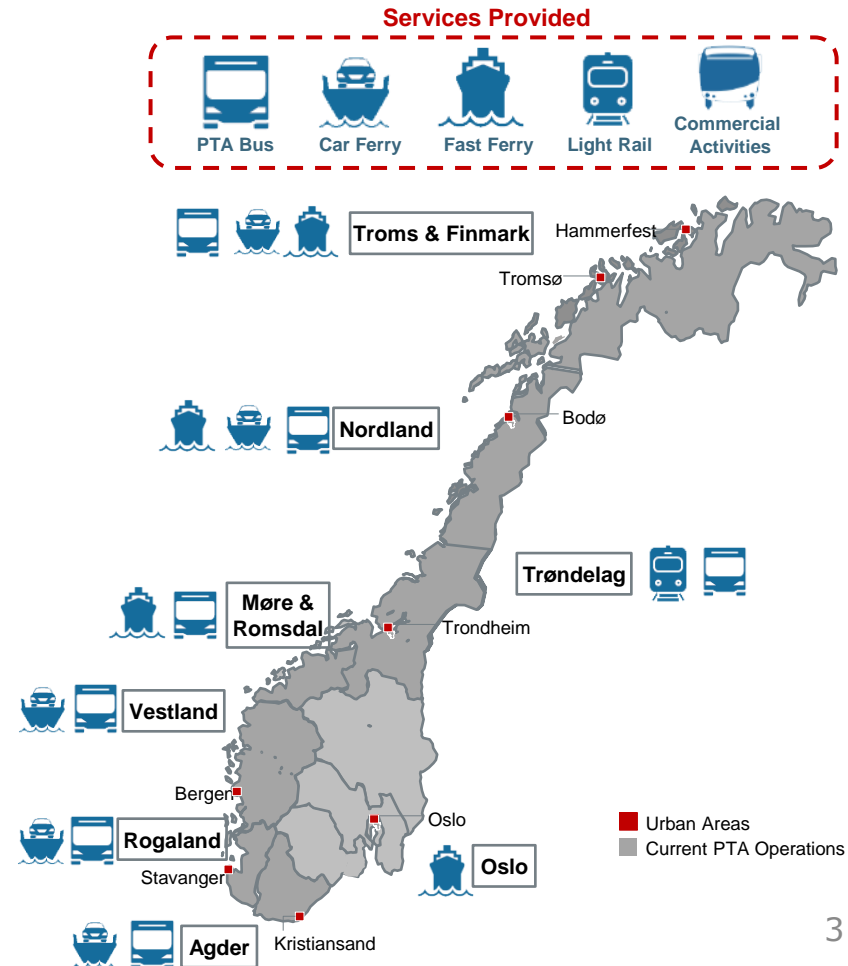 Services Provided
PTA Bus
Car Ferry
Fast Ferry
Light Rail
Commercial
Activities
Troms & Finmark
Hammerfest
Tromsø
Nordland
Bodø
Trøndelag
Møre &
Romsdal
Trondheim
Vestland
Bergen
Oslo
Urban Areas
Rogaland
Current PTA Operations
Oslo
Stavanger
Agder
Kristiansand
3